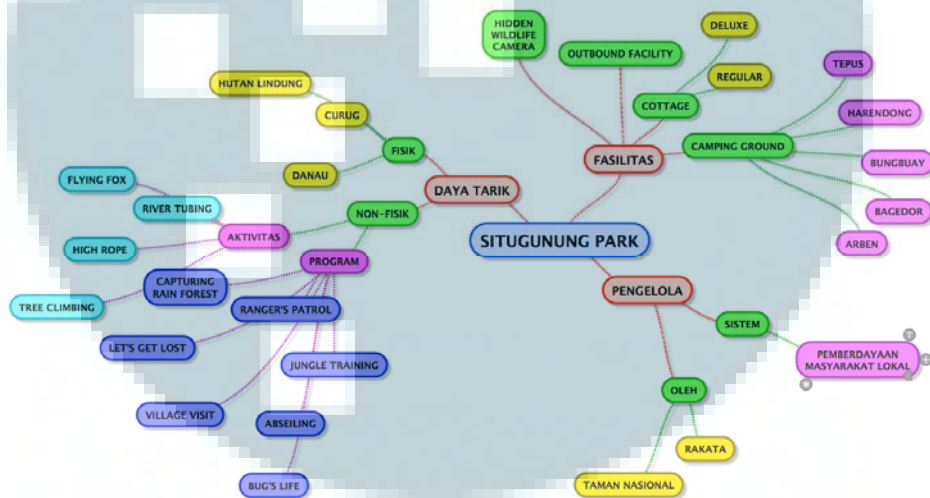 HIDDEN
WILDLIFE
CAMERA
OUTBOUND FACILITY
DELUXE
REGULAR
COTTAGE
TEPUS
HARENDONG
BUNGBUAY
BAGEDOR
ARBEN
CAMPING GROUND
FASILITAS
HUTAN LINDUNG
CURUG
FISIK
DANAU
DAYA TARIK
NON-FISIK
FLYING FOX
RIVER TUBING
AKTIVITAS
HIGH ROPE
TREE CLIMBING
PROGRAM
CAPTURING
RAIN FOREST
RANGER'S PATROL
LET'S GET LOST
JUNGLE TRAINING
VILLAGE VISIT
ABSEILING
BUG'S LIFE
SITUGUNUNG PARK
PENGELOLA
SISTEM
PEMBERDAYAAN
MASYARAKAT LOKAL
OLEH
RAKATA
TAMAN NASIONAL